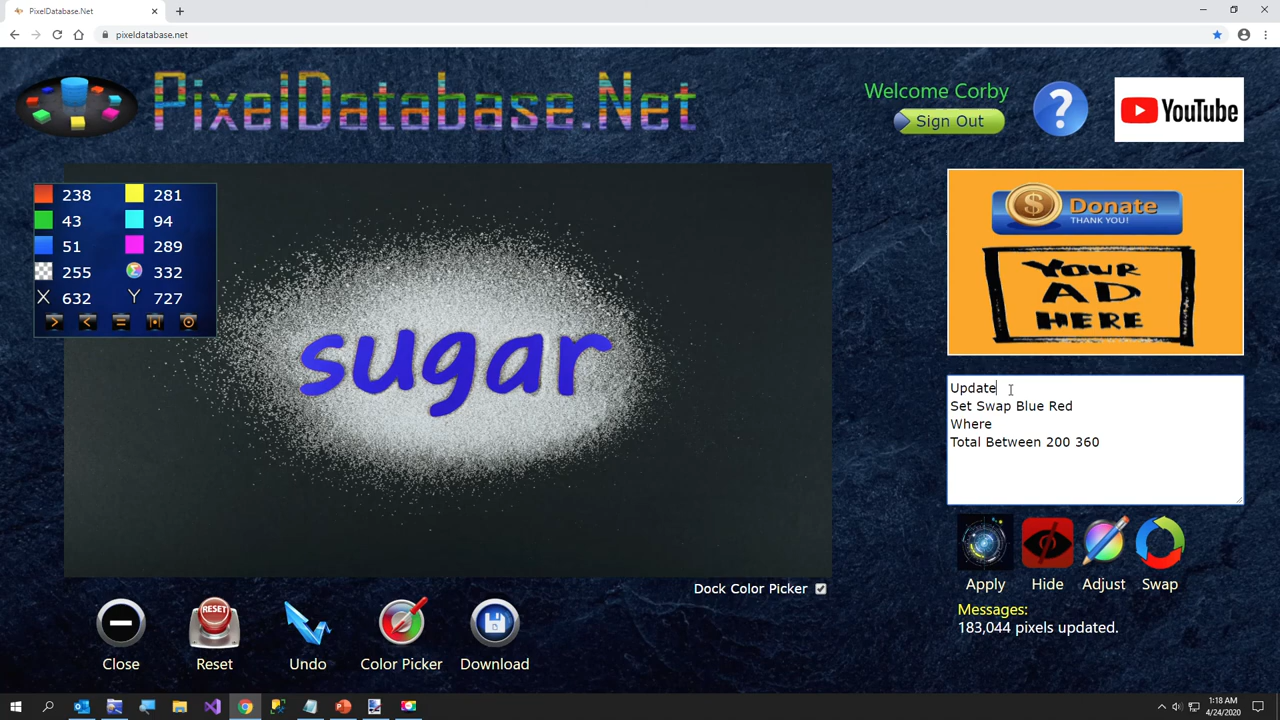 PixelDatabase.Net
pixeldatabase.net
PixelDatabase.Net
Welcome Corby
Sign Out
?
YouTube
238
281
43
94
51
289
255
332
X 632
Y 727
sugar
$ Donate
THANK YOU!
YOUR
AD
HERE
Update
Set Swap Blue Red
Where
Total Between 200 360
Apply
Hide
Adjust
Swap
Dock Color Picker
Messages:
183,044 pixels updated.
RESET
Close
Reset
Undo
Color Picker
Download
1:18 AM
4/24/2020